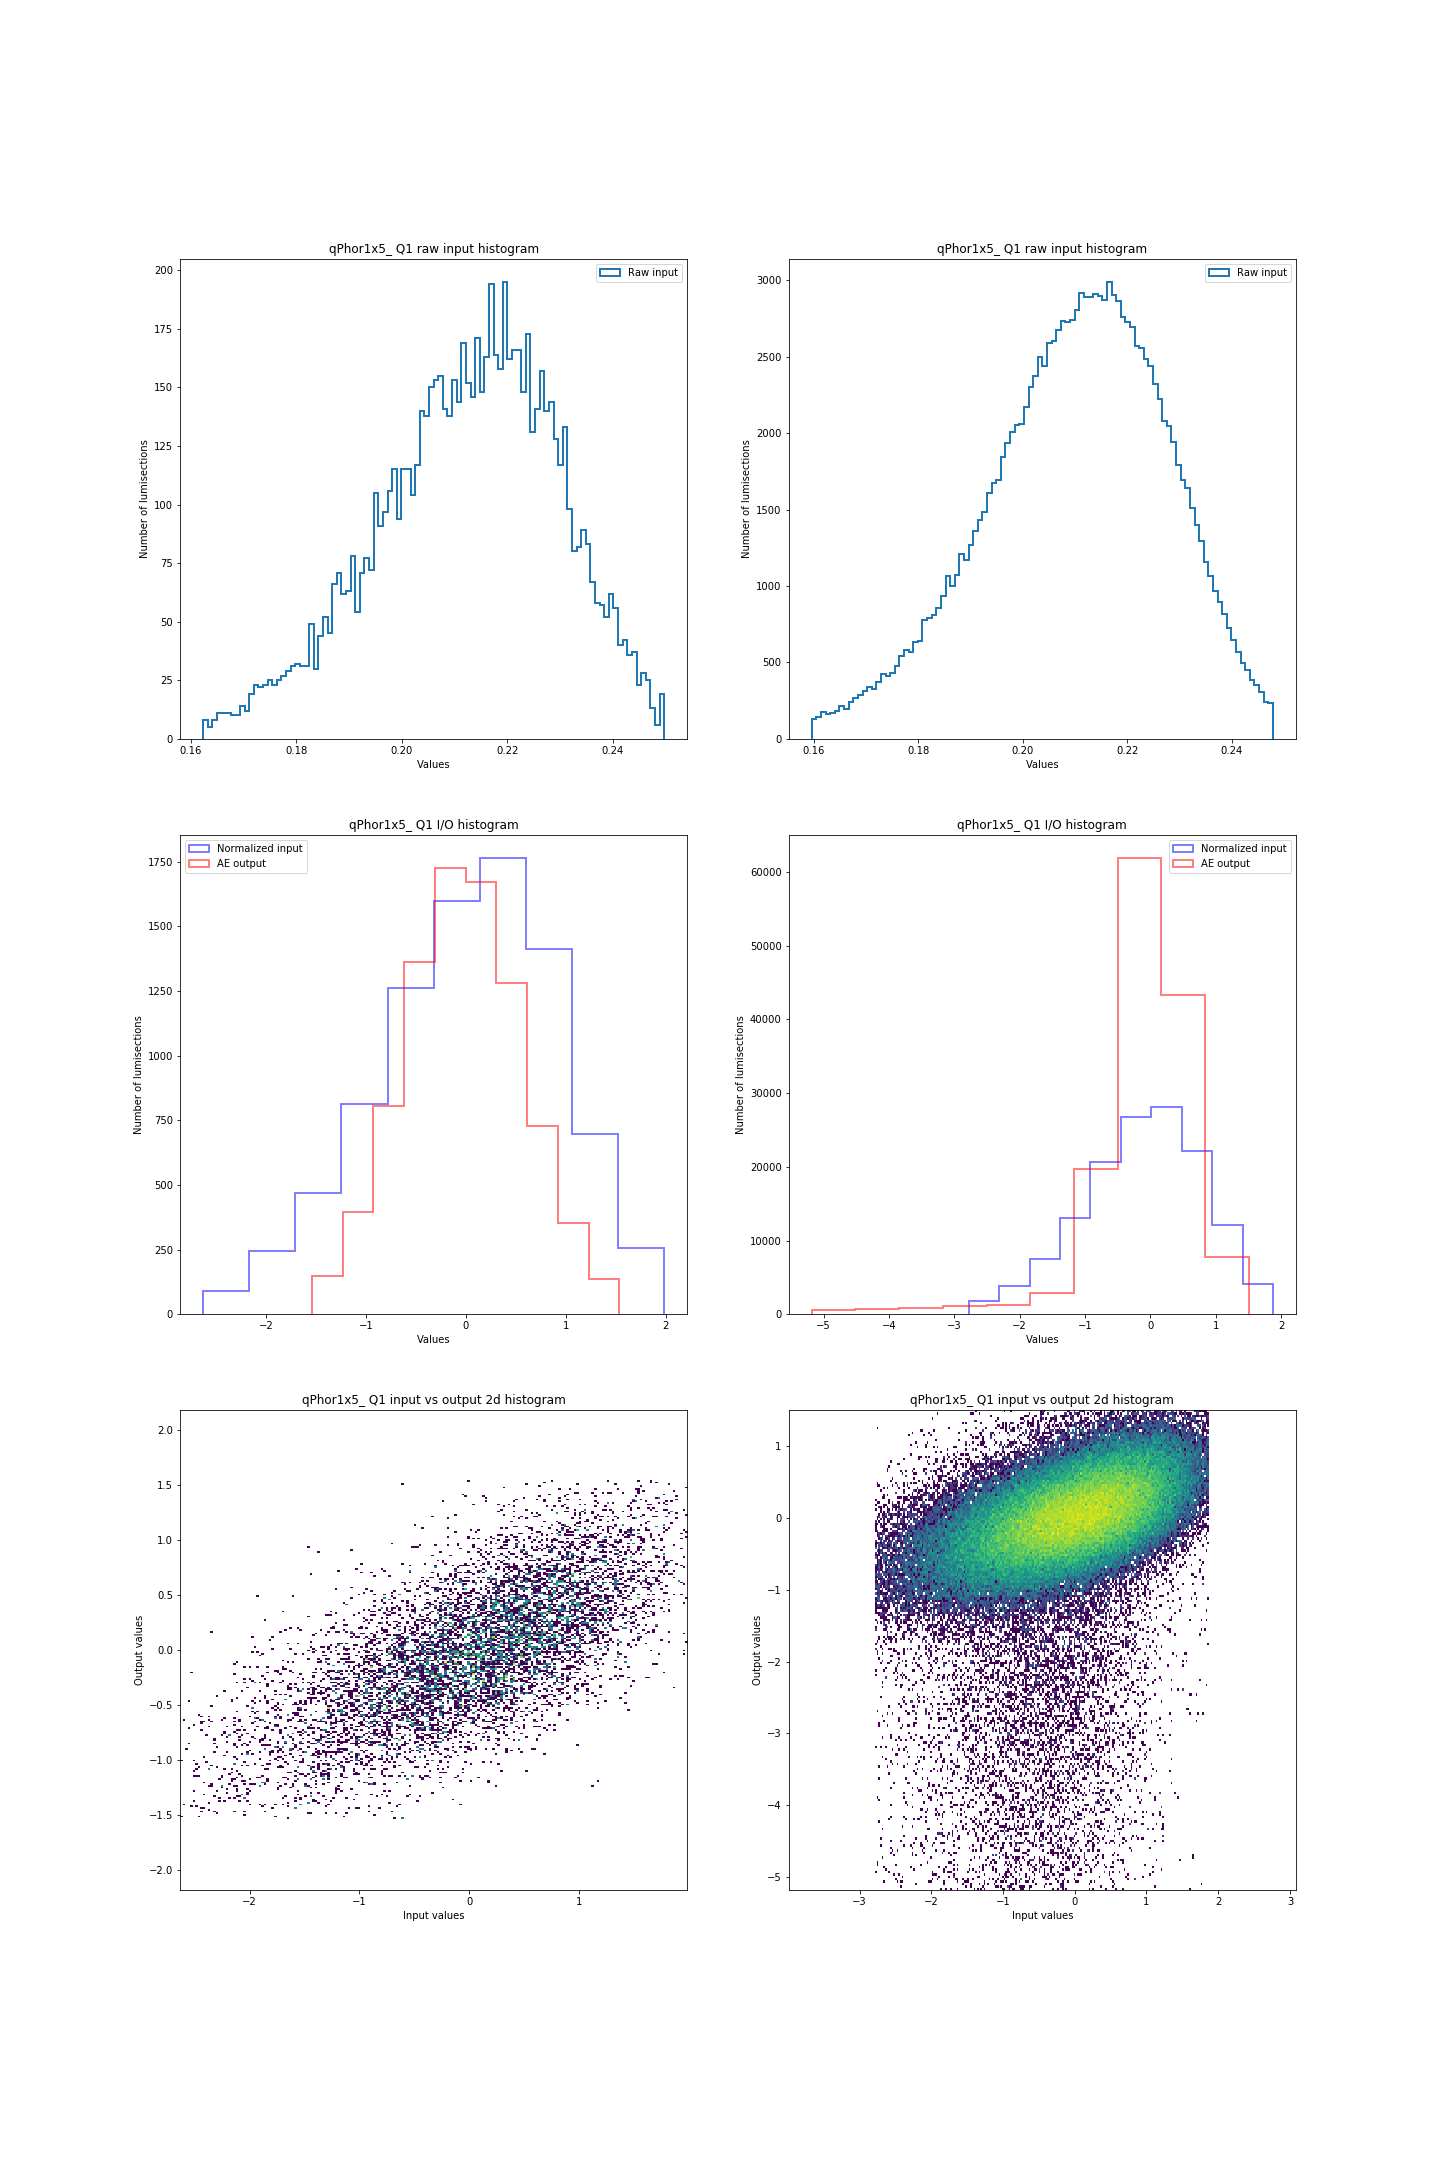 qPhor1x5_ Q1 raw input histogram
Raw input
200
175
150
125
100
75
50
25
0
Number of lumisections
0.16 0.18 0.20 0.22 0.24
Values
qPhor1x5_ Q1 raw input histogram
Raw input
3000
2500
2000
1500
1000
500
0
Number of lumisections
0.16 0.18 0.20 0.22 0.24
Values
qPhor1x5_ Q1 I/O histogram
Normalized input
AE output
1750
1500
1250
1000
750
500
250
0
Number of lumisections
−2 −1 0 1 2
Values
qPhor1x5_ Q1 I/O histogram
Normalized input
AE output
60000
50000
40000
30000
20000
10000
0
Number of lumisections
−5 −4 −3 −2 −1 0 1 2
Values
qPhor1x5_ Q1 input vs output 2d histogram
2.0
1.5
1.0
0.5
0.0
−0.5
−1.0
−1.5
−2.0
Output values
−2 −1 0 1
Input values
qPhor1x5_ Q1 input vs output 2d histogram
1
0
−1
−2
−3
−4
−5
Output values
−3 −2 −1 0 1 2 3
Input values